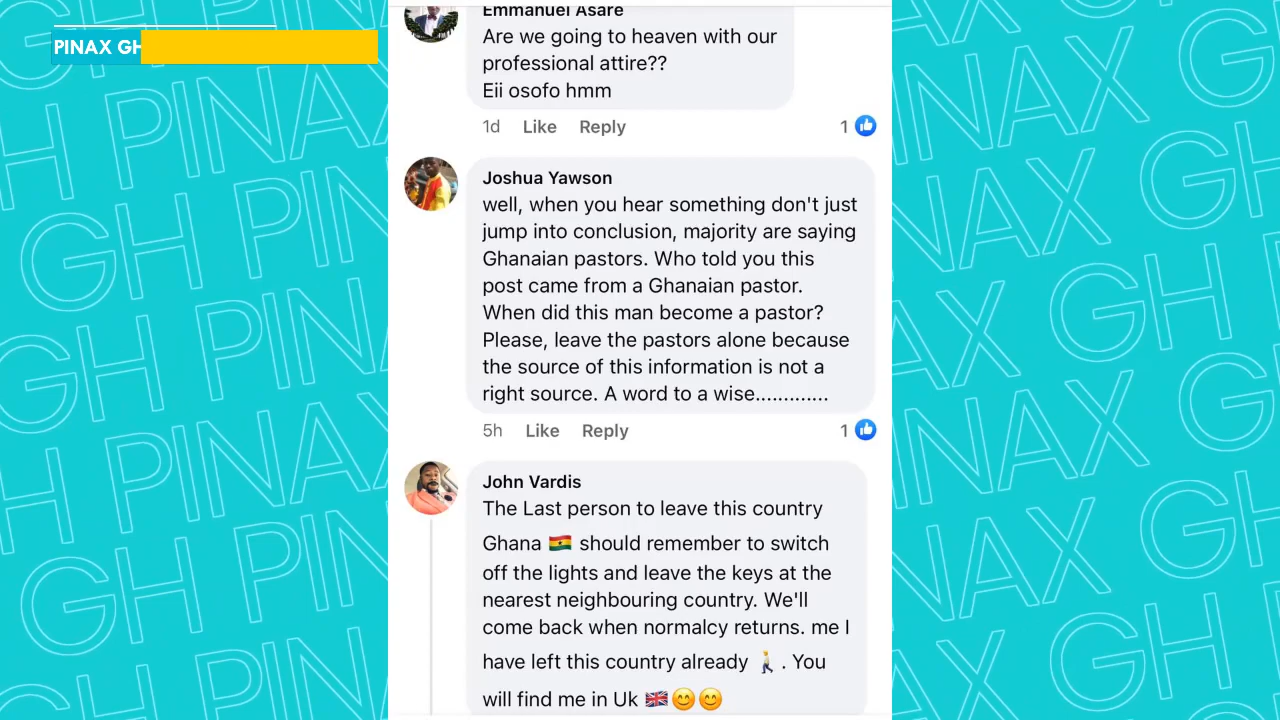 PINAX GH
Emmanuel Asare
Are we going to heaven with our
professional attire??
Eii osofo hmm
1d Like Reply 1
Joshua Yawson
well, when you hear something don't just
jump into conclusion, majority are saying
Ghanaian pastors. Who told you this
post came from a Ghanaian pastor.
When did this man become a pastor?
Please, leave the pastors alone because
the source of this information is not a
right source. A word to a wise.............
5h Like Reply 1
John Vardis
The Last person to leave this country
Ghana 🇬🇭 should remember to switch
off the lights and leave the keys at the
nearest neighbouring country. We'll
come back when normalcy returns. me I
have left this country already 🚶. You
will find me in Uk 🇬🇧😊😊